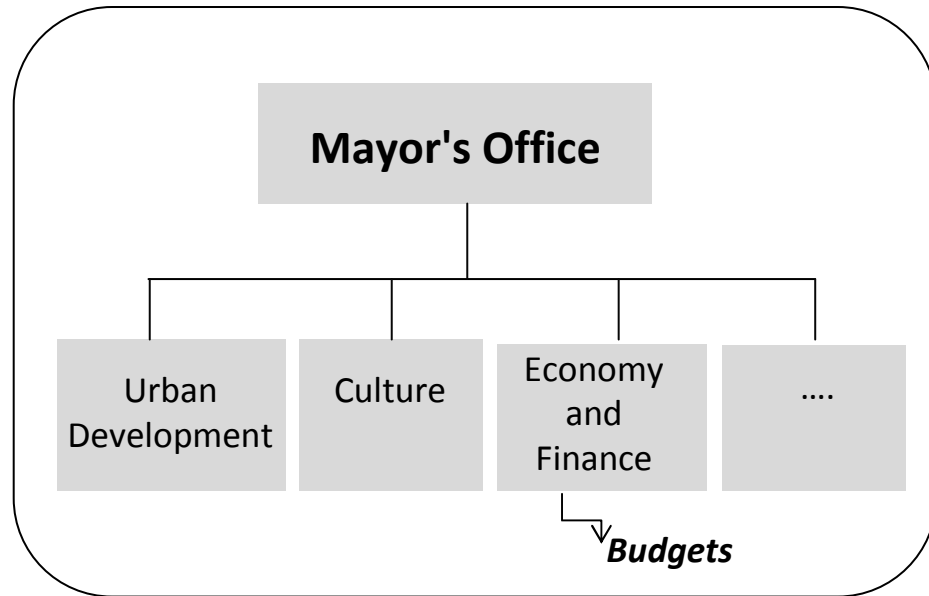 Mayor's Office
Urban
Development
Culture
Economy
and
Finance
....
Budgets